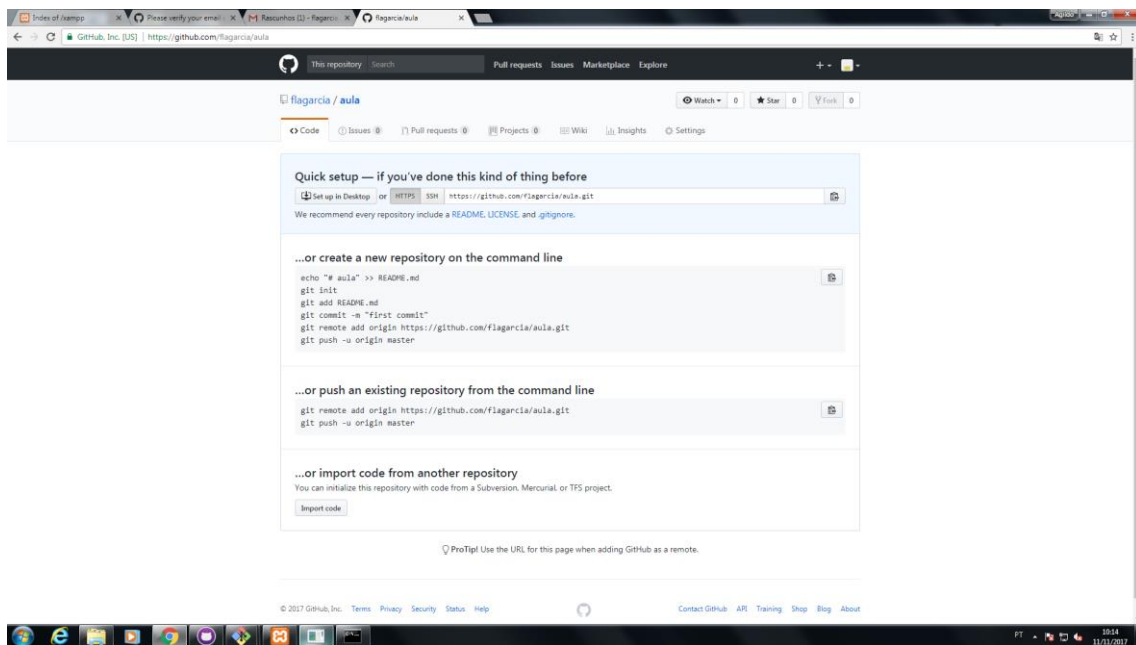 Index of /xampp
Please verify your email
Rascunhos (1) - flagarcia
flagarcia/aula
GitHub, Inc. [US] | https://github.com/flagarcia/aula
This repository Search Pull requests Issues Marketplace Explore
flagarcia / aula
Watch 0 Star 0 Fork 0
Code Issues 0 Pull requests 0 Projects 0 Wiki Insights Settings
Quick setup — if you've done this kind of thing before
Set up in Desktop or HTTPS SSH https://github.com/flagarcia/aula.git
We recommend every repository include a README, LICENSE, and .gitignore.
...or create a new repository on the command line
echo "# aula" >> README.md
git init
git add README.md
git commit -m "first commit"
git remote add origin https://github.com/flagarcia/aula.git
git push -u origin master
...or push an existing repository from the command line
git remote add origin https://github.com/flagarcia/aula.git
git push -u origin master
...or import code from another repository
You can initialize this repository with code from a Subversion, Mercurial, or TFS project.
Import code
ProTip! Use the URL for this page when adding GitHub as a remote.
© 2017 GitHub, Inc. Terms Privacy Security Status Help Contact GitHub API Training Shop Blog About
PT 10:14
11/11/2017